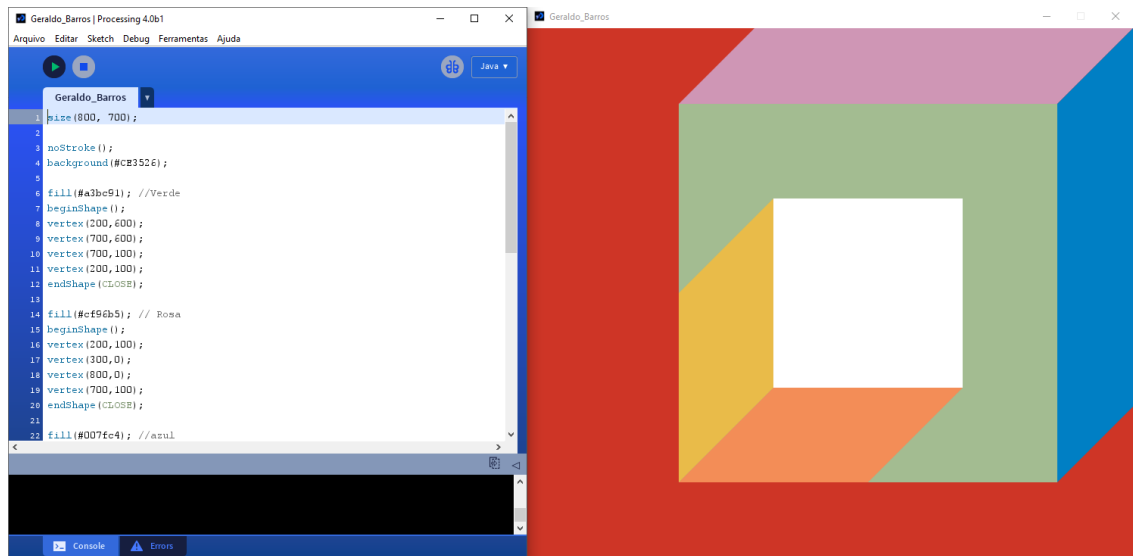 Geraldo_Barros | Processing 4.0b1
Arquivo Editar Sketch Debug Ferramentas Ajuda
Java ▾
Geraldo_Barros ▾
1 size(800, 700);
2
3 noStroke();
4 background(#CE3526);
5
6 fill(#a3bc91); //Verde
7 beginShape();
8 vertex(200,600);
9 vertex(700,600);
10 vertex(700,100);
11 vertex(200,100);
12 endShape(CLOSE);
13
14 fill(#cf96b5); // Rosa
15 beginShape();
16 vertex(200,100);
17 vertex(300,0);
18 vertex(800,0);
19 vertex(700,100);
20 endShape(CLOSE);
21
22 fill(#007fc4); //azul
Console Errors
Geraldo_Barros